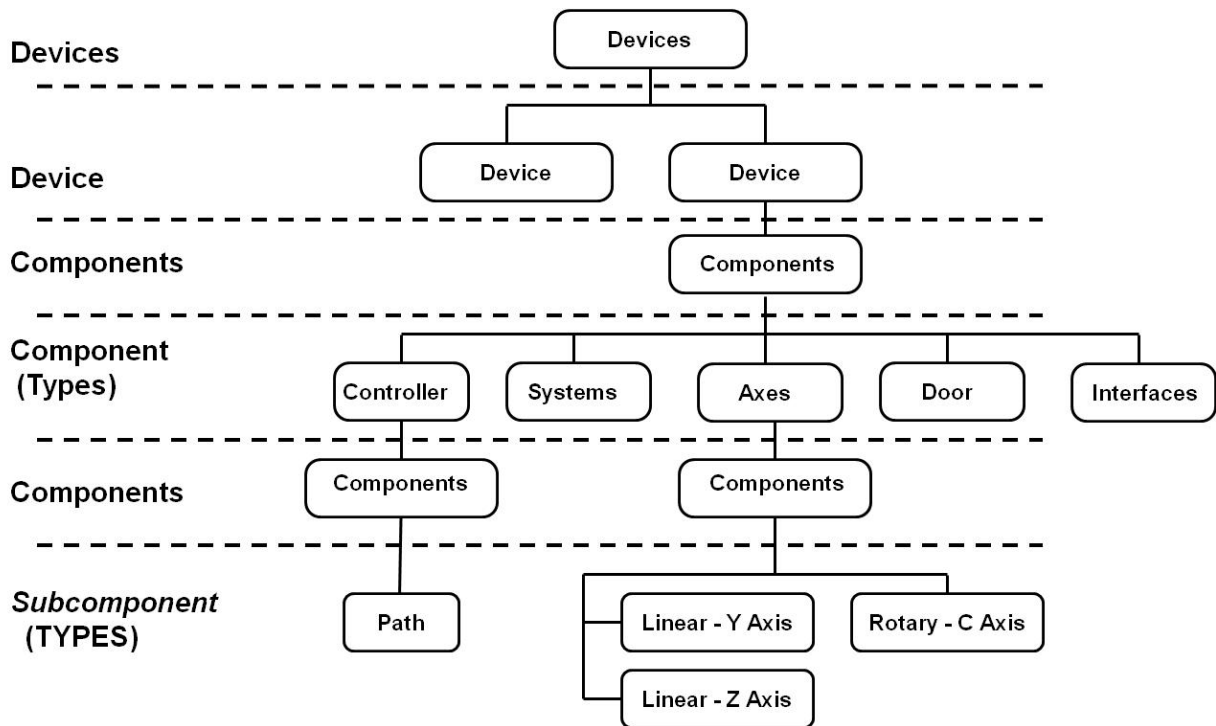 Devices
Devices
Device
Device
Device
Components
Components
Component
(Types)
Controller
Systems
Axes
Door
Interfaces
Components
Components
Components
Subcomponent
(TYPES)
Path
Linear - Y Axis
Rotary - C Axis
Linear - Z Axis